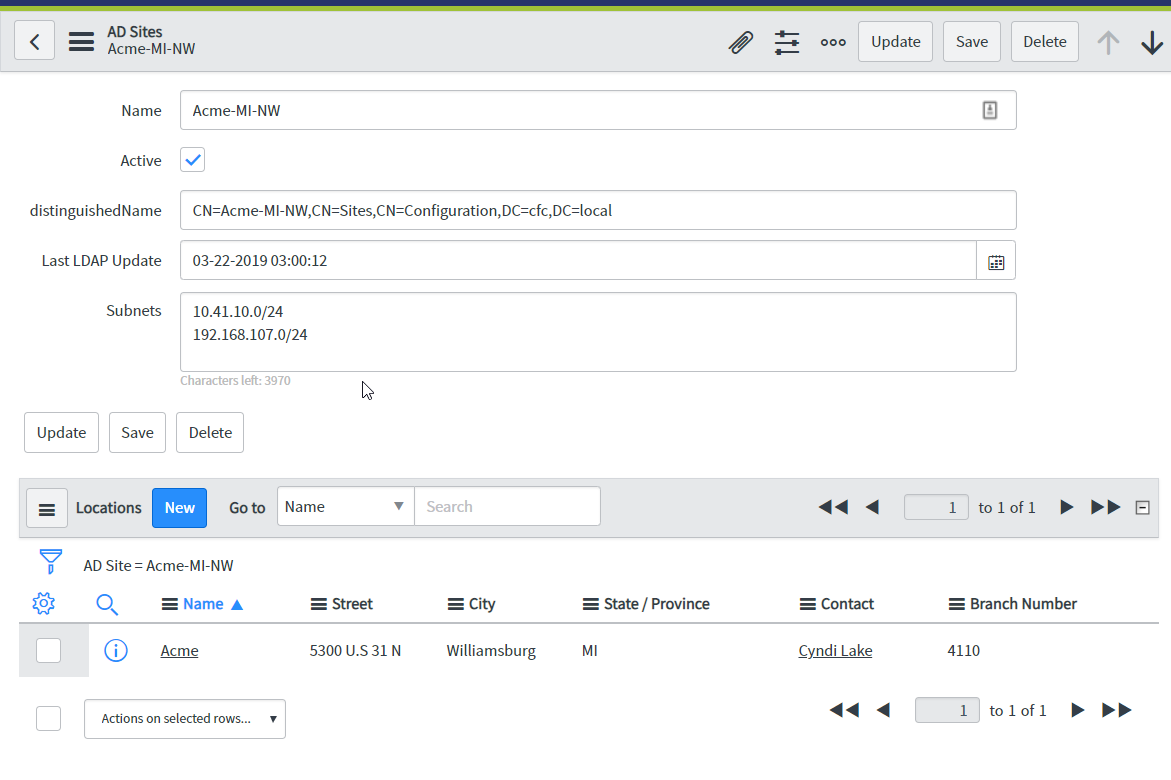 AD Sites
Acme-MI-NW
Update Save Delete
Name Acme-MI-NW
Active
distinguishedName CN=Acme-MI-NW,CN=Sites,CN=Configuration,DC=cfc,DC=local
Last LDAP Update 03-22-2019 03:00:12
Subnets 10.41.10.0/24
192.168.107.0/24
Characters left: 3970
Update Save Delete
Locations New Go to Name Search 1 to 1 of 1
AD Site = Acme-MI-NW
Name Street City State / Province Contact Branch Number
Acme 5300 U.S 31 N Williamsburg MI Cyndi Lake 4110
Actions on selected rows... 1 to 1 of 1